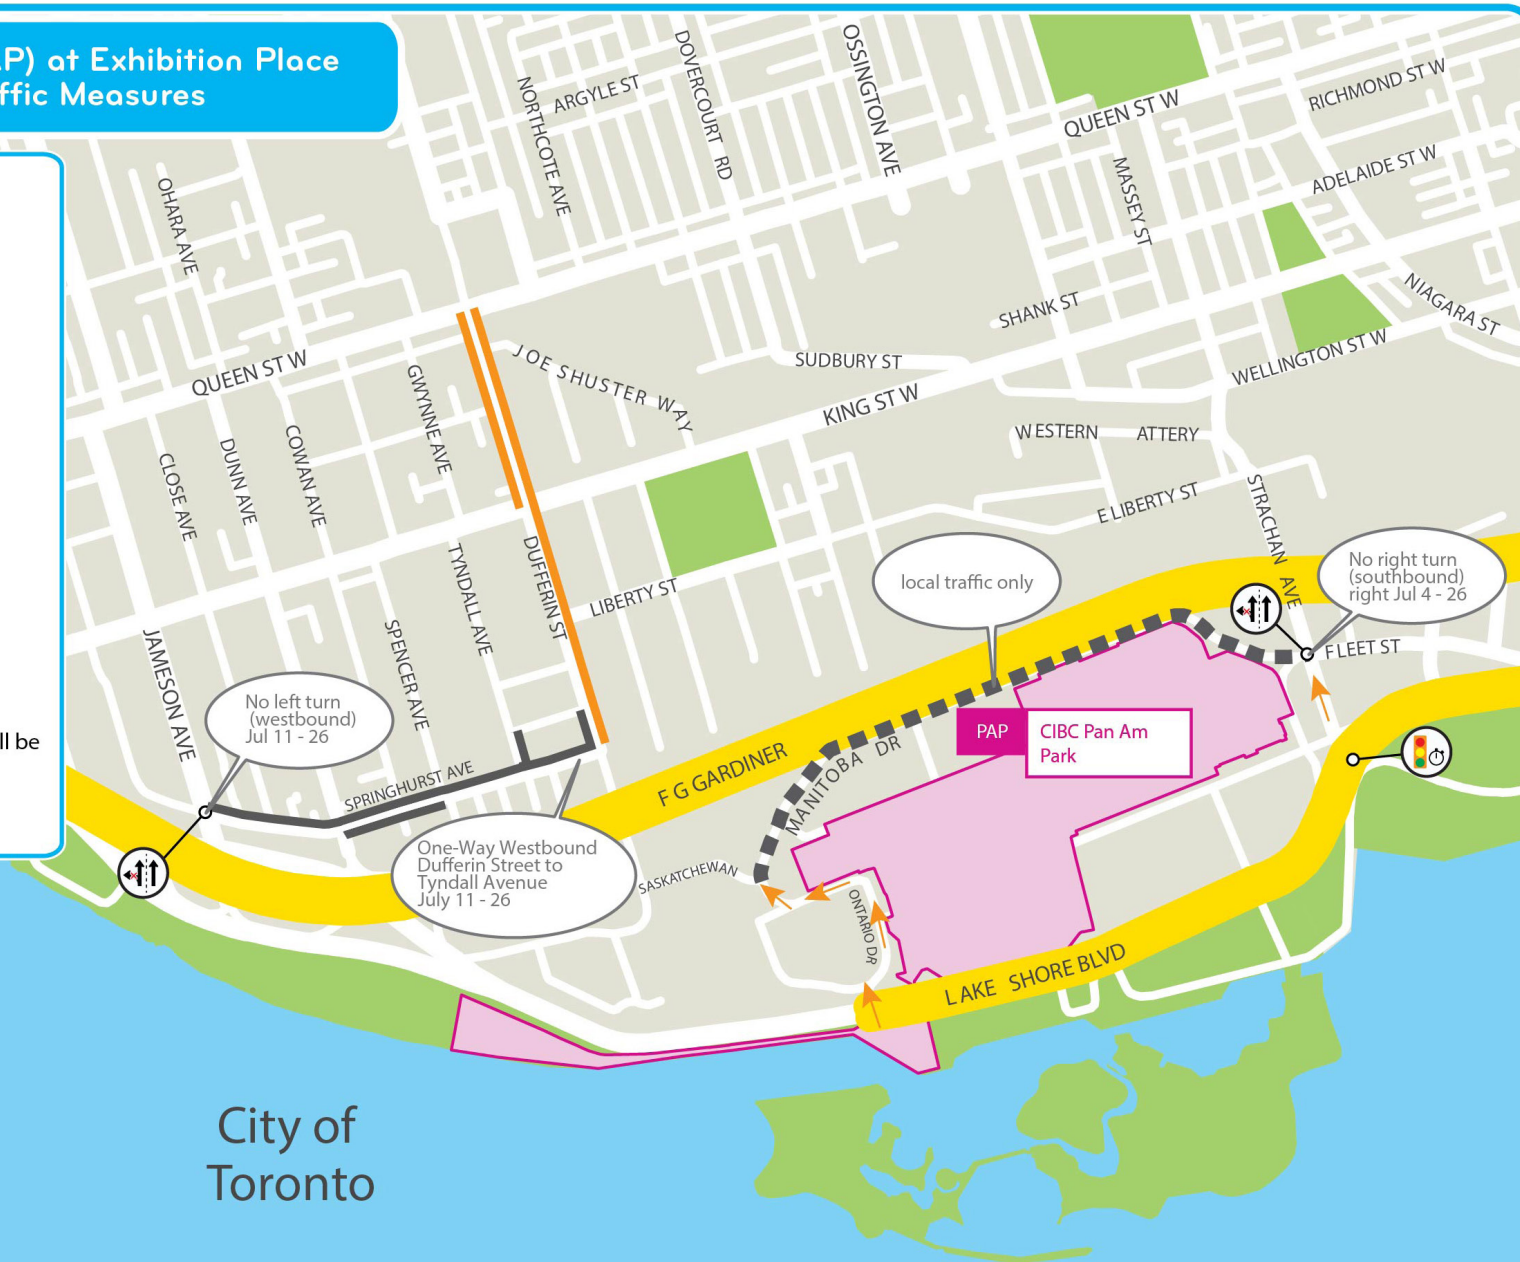 P) at Exhibition Place
ffic Measures
ll be
ARGYLE ST
NORTHCOTE AVE
DOVERCOURT RD
OSSINGTON AVE
QUEEN ST W
RICHMOND ST W
ADELAIDE ST W
MASSEY ST
OHARA AVE
SHANK ST
NIAGARA ST
WELLINGTON ST W
QUEEN ST W
JOE SHUSTER WAY
SUDBURY ST
KING ST W
GWYNNE AVE
COWAN AVE
DUNN AVE
CLOSE AVE
WESTERN ATTERY
E LIBERTY ST
STRACHAN AVE
TYNDALL AVE
DUFFERIN ST
LIBERTY ST
local traffic only
No right turn
(southbound)
right Jul 4 - 26
FLEET ST
JAMESON AVE
SPENCER AVE
No left turn
(westbound)
Jul 11 - 26
PAP
CIBC Pan Am
Park
SPRINGHURST AVE
F G GARDINER
MANITOBA DR
One-Way Westbound
Dufferin Street to
Tyndall Avenue
July 11 - 26
SASKATCHEWAN
ONTARIO DR
LAKE SHORE BLVD
City of
Toronto